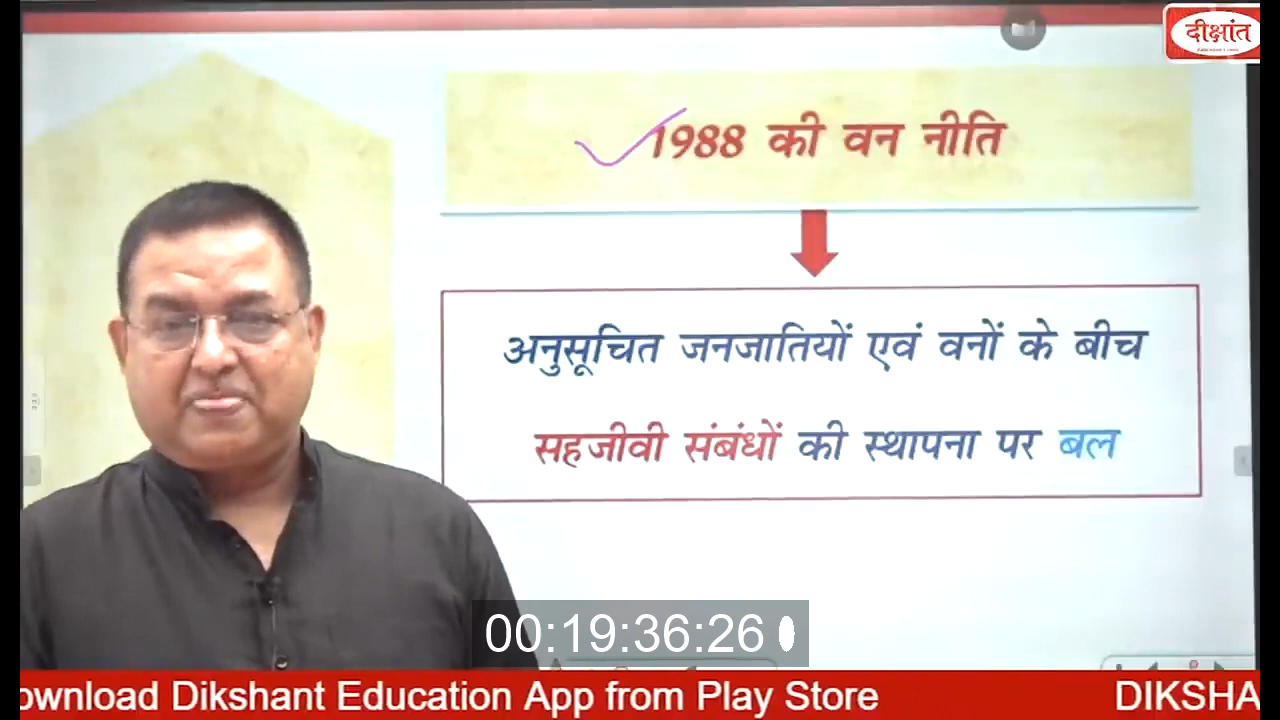 दीक्षांत
1988 की वन नीति
अनुसूचित जनजातियों एवं वनों के बीच
सहजीवी संबंधों की स्थापना पर बल
00:19:36:26
ownload Dikshant Education App from Play Store
DIKSHA